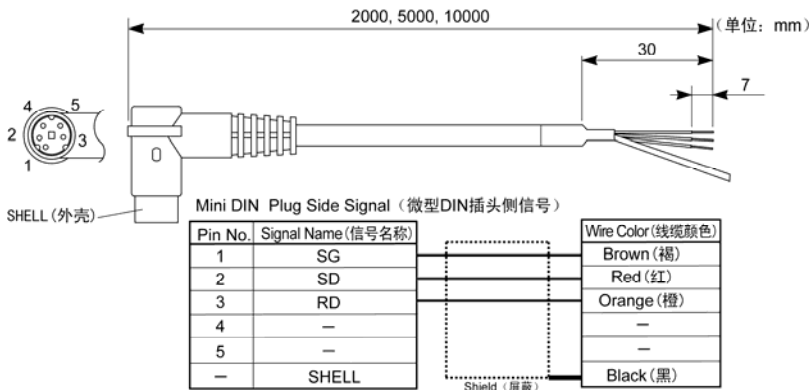 2000, 5000, 10000
(单位：mm)
30
7
4 5
2 3
1
SHELL(外壳)
Mini DIN Plug Side Signal（微型DIN插头侧信号）
Pin No. Signal Name(信号名称) Wire Color(线缆颜色)
1 SG Brown(褐)
2 SD Red(红)
3 RD Orange(橙)
4 — —
5 — —
— SHELL Black(黑)
Shield（屏蔽）